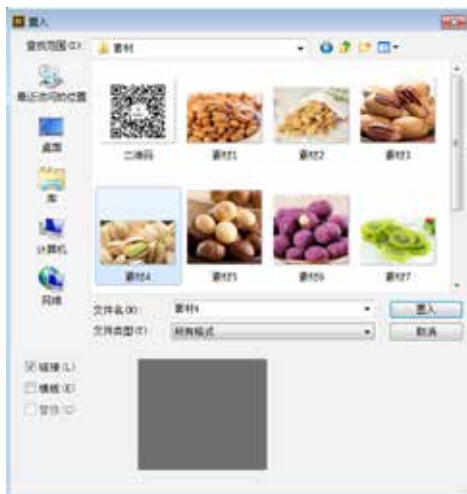 置入
查找范围(I): 素材
最近访问的位置
桌面
库
计算机
网络
二维码 素材1 素材2 素材3
素材4 素材5 素材6 素材7
文件名(N): 素材4 置入
文件类型(T): 所有格式 取消
链接(L)
模板(E)
替换(C)